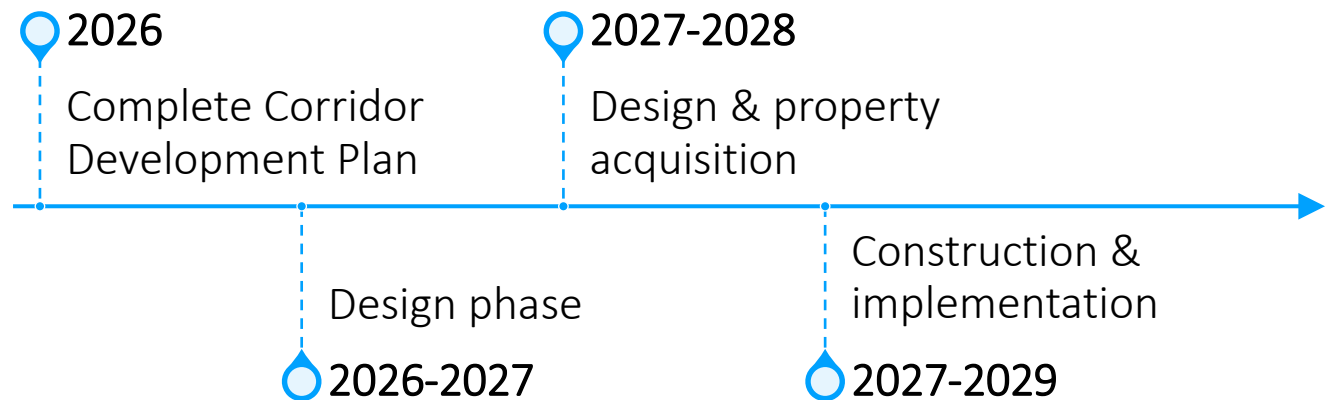 2026
Complete Corridor
Development Plan
Design phase
2026-2027
2027-2028
Design & property
acquisition
Construction &
implementation
2027-2029